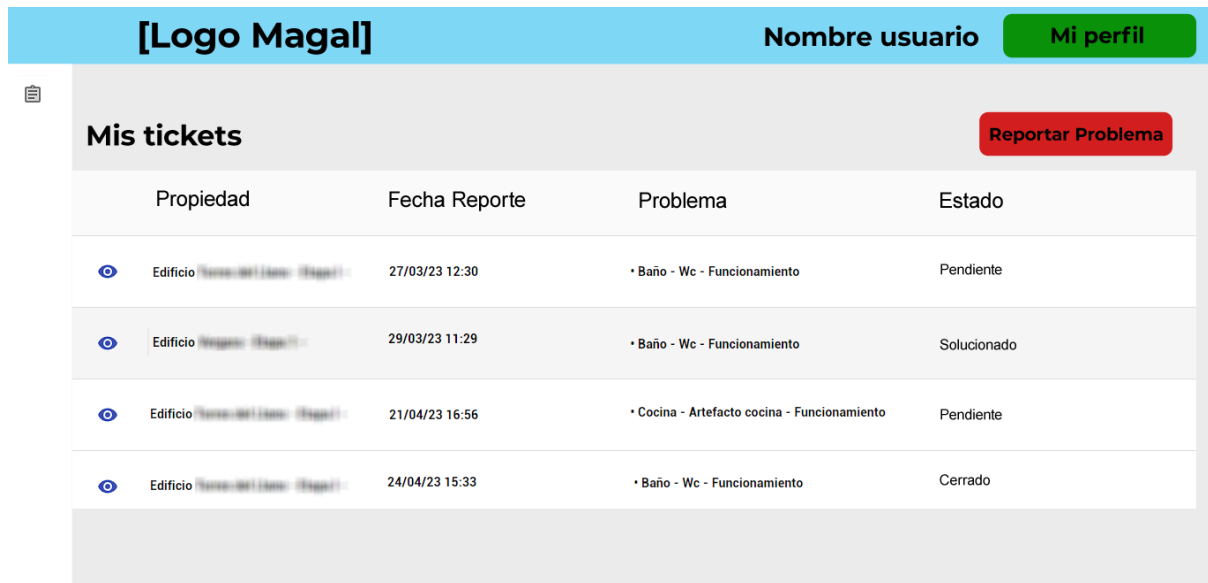 [Logo Magal] Nombre usuario Mi perfil
Mis tickets Reportar Problema
Propiedad Fecha Reporte Problema Estado
Edificio 27/03/23 12:30 • Baño - Wc - Funcionamiento Pendiente
Edificio 29/03/23 11:29 • Baño - Wc - Funcionamiento Solucionado
Edificio 21/04/23 16:56 • Cocina - Artefacto cocina - Funcionamiento Pendiente
Edificio 24/04/23 15:33 • Baño - Wc - Funcionamiento Cerrado